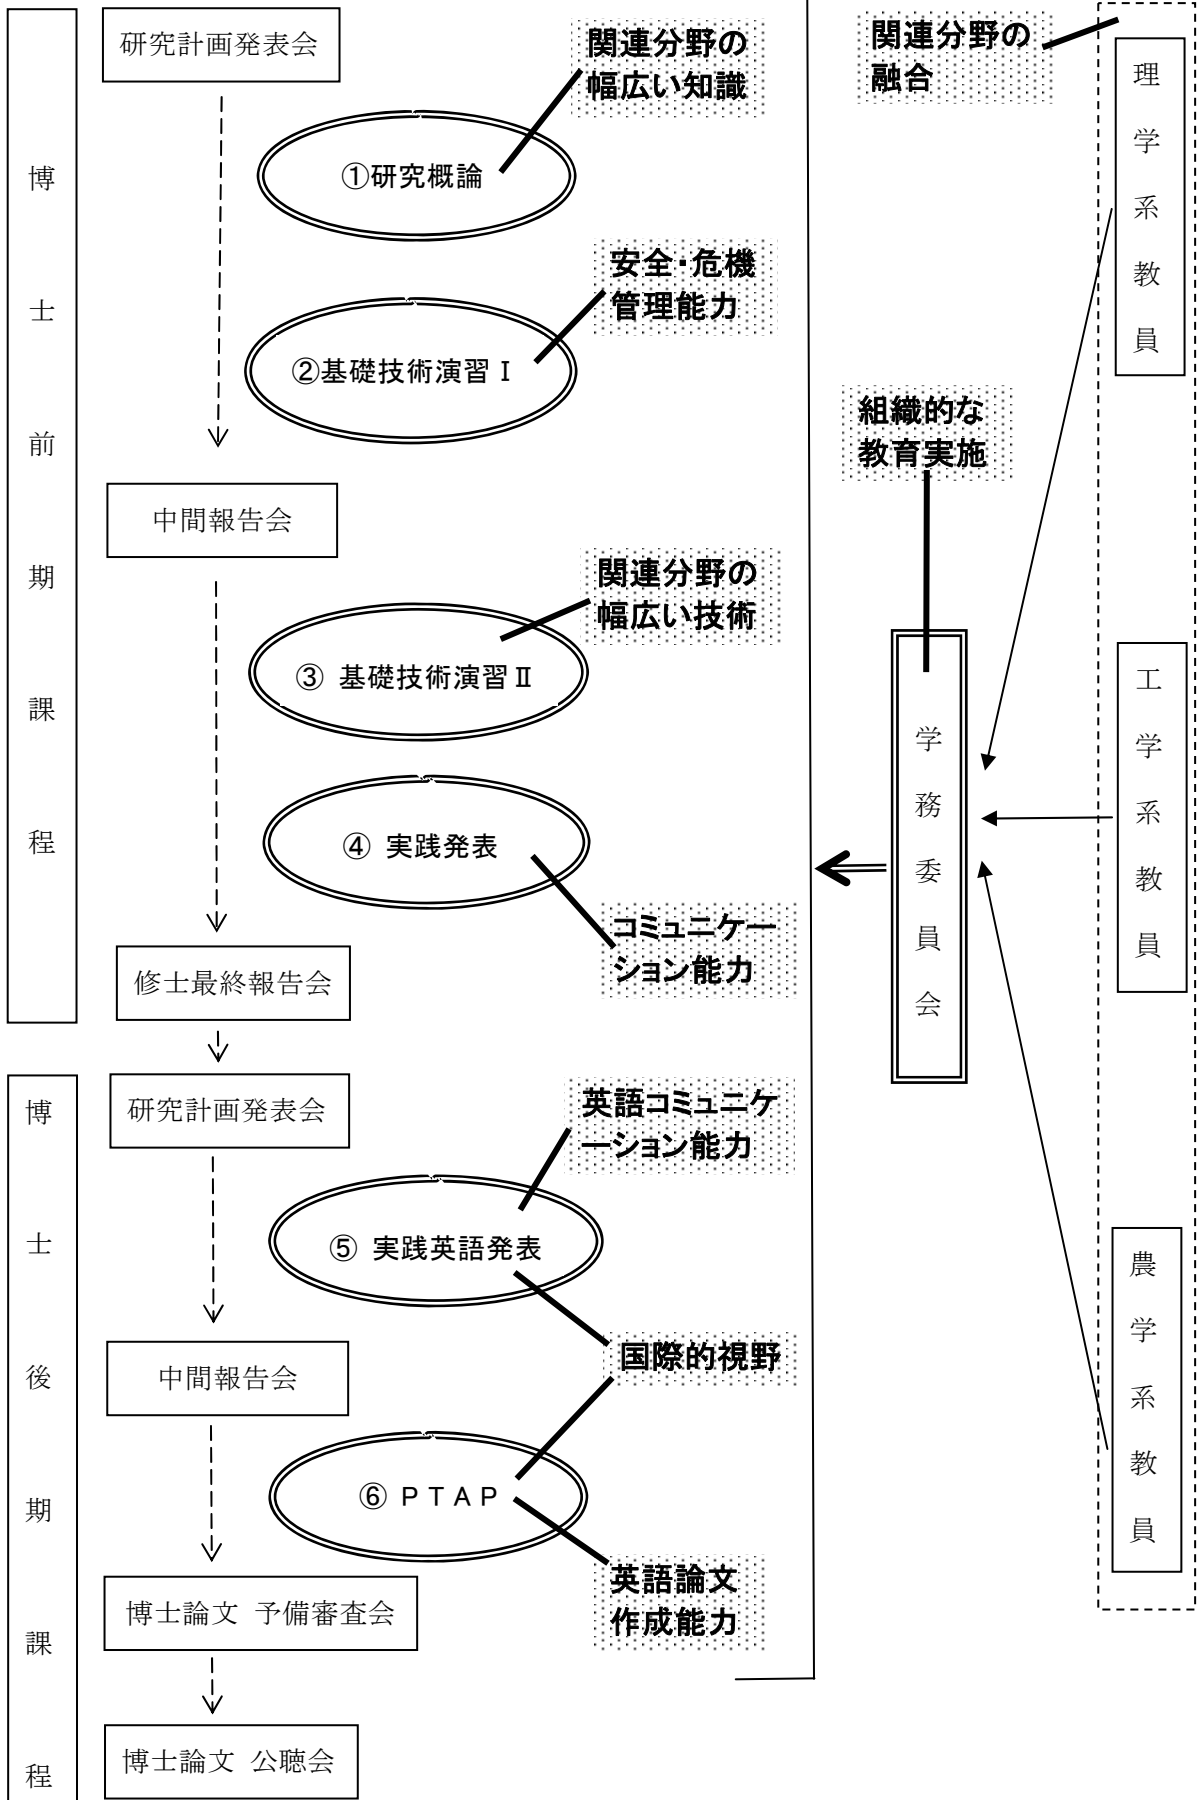 博士前期課程
研究計画発表会
関連分野の
幅広い知識
①研究概論
安全・危機
管理能力
②基礎技術演習Ⅰ
中間報告会
関連分野の
幅広い技術
③ 基礎技術演習Ⅱ
④ 実践発表
コミュニケー
ション能力
修士最終報告会
博士後期課程
研究計画発表会
英語コミュニケ
ーション能力
⑤ 実践英語発表
国際的視野
中間報告会
⑥ ＰＴＡＰ
英語論文
作成能力
博士論文 予備審査会
博士論文 公聴会
組織的な
教育実施
学務委員会
関連分野の
融合
理学系教員
工学系教員
農学系教員